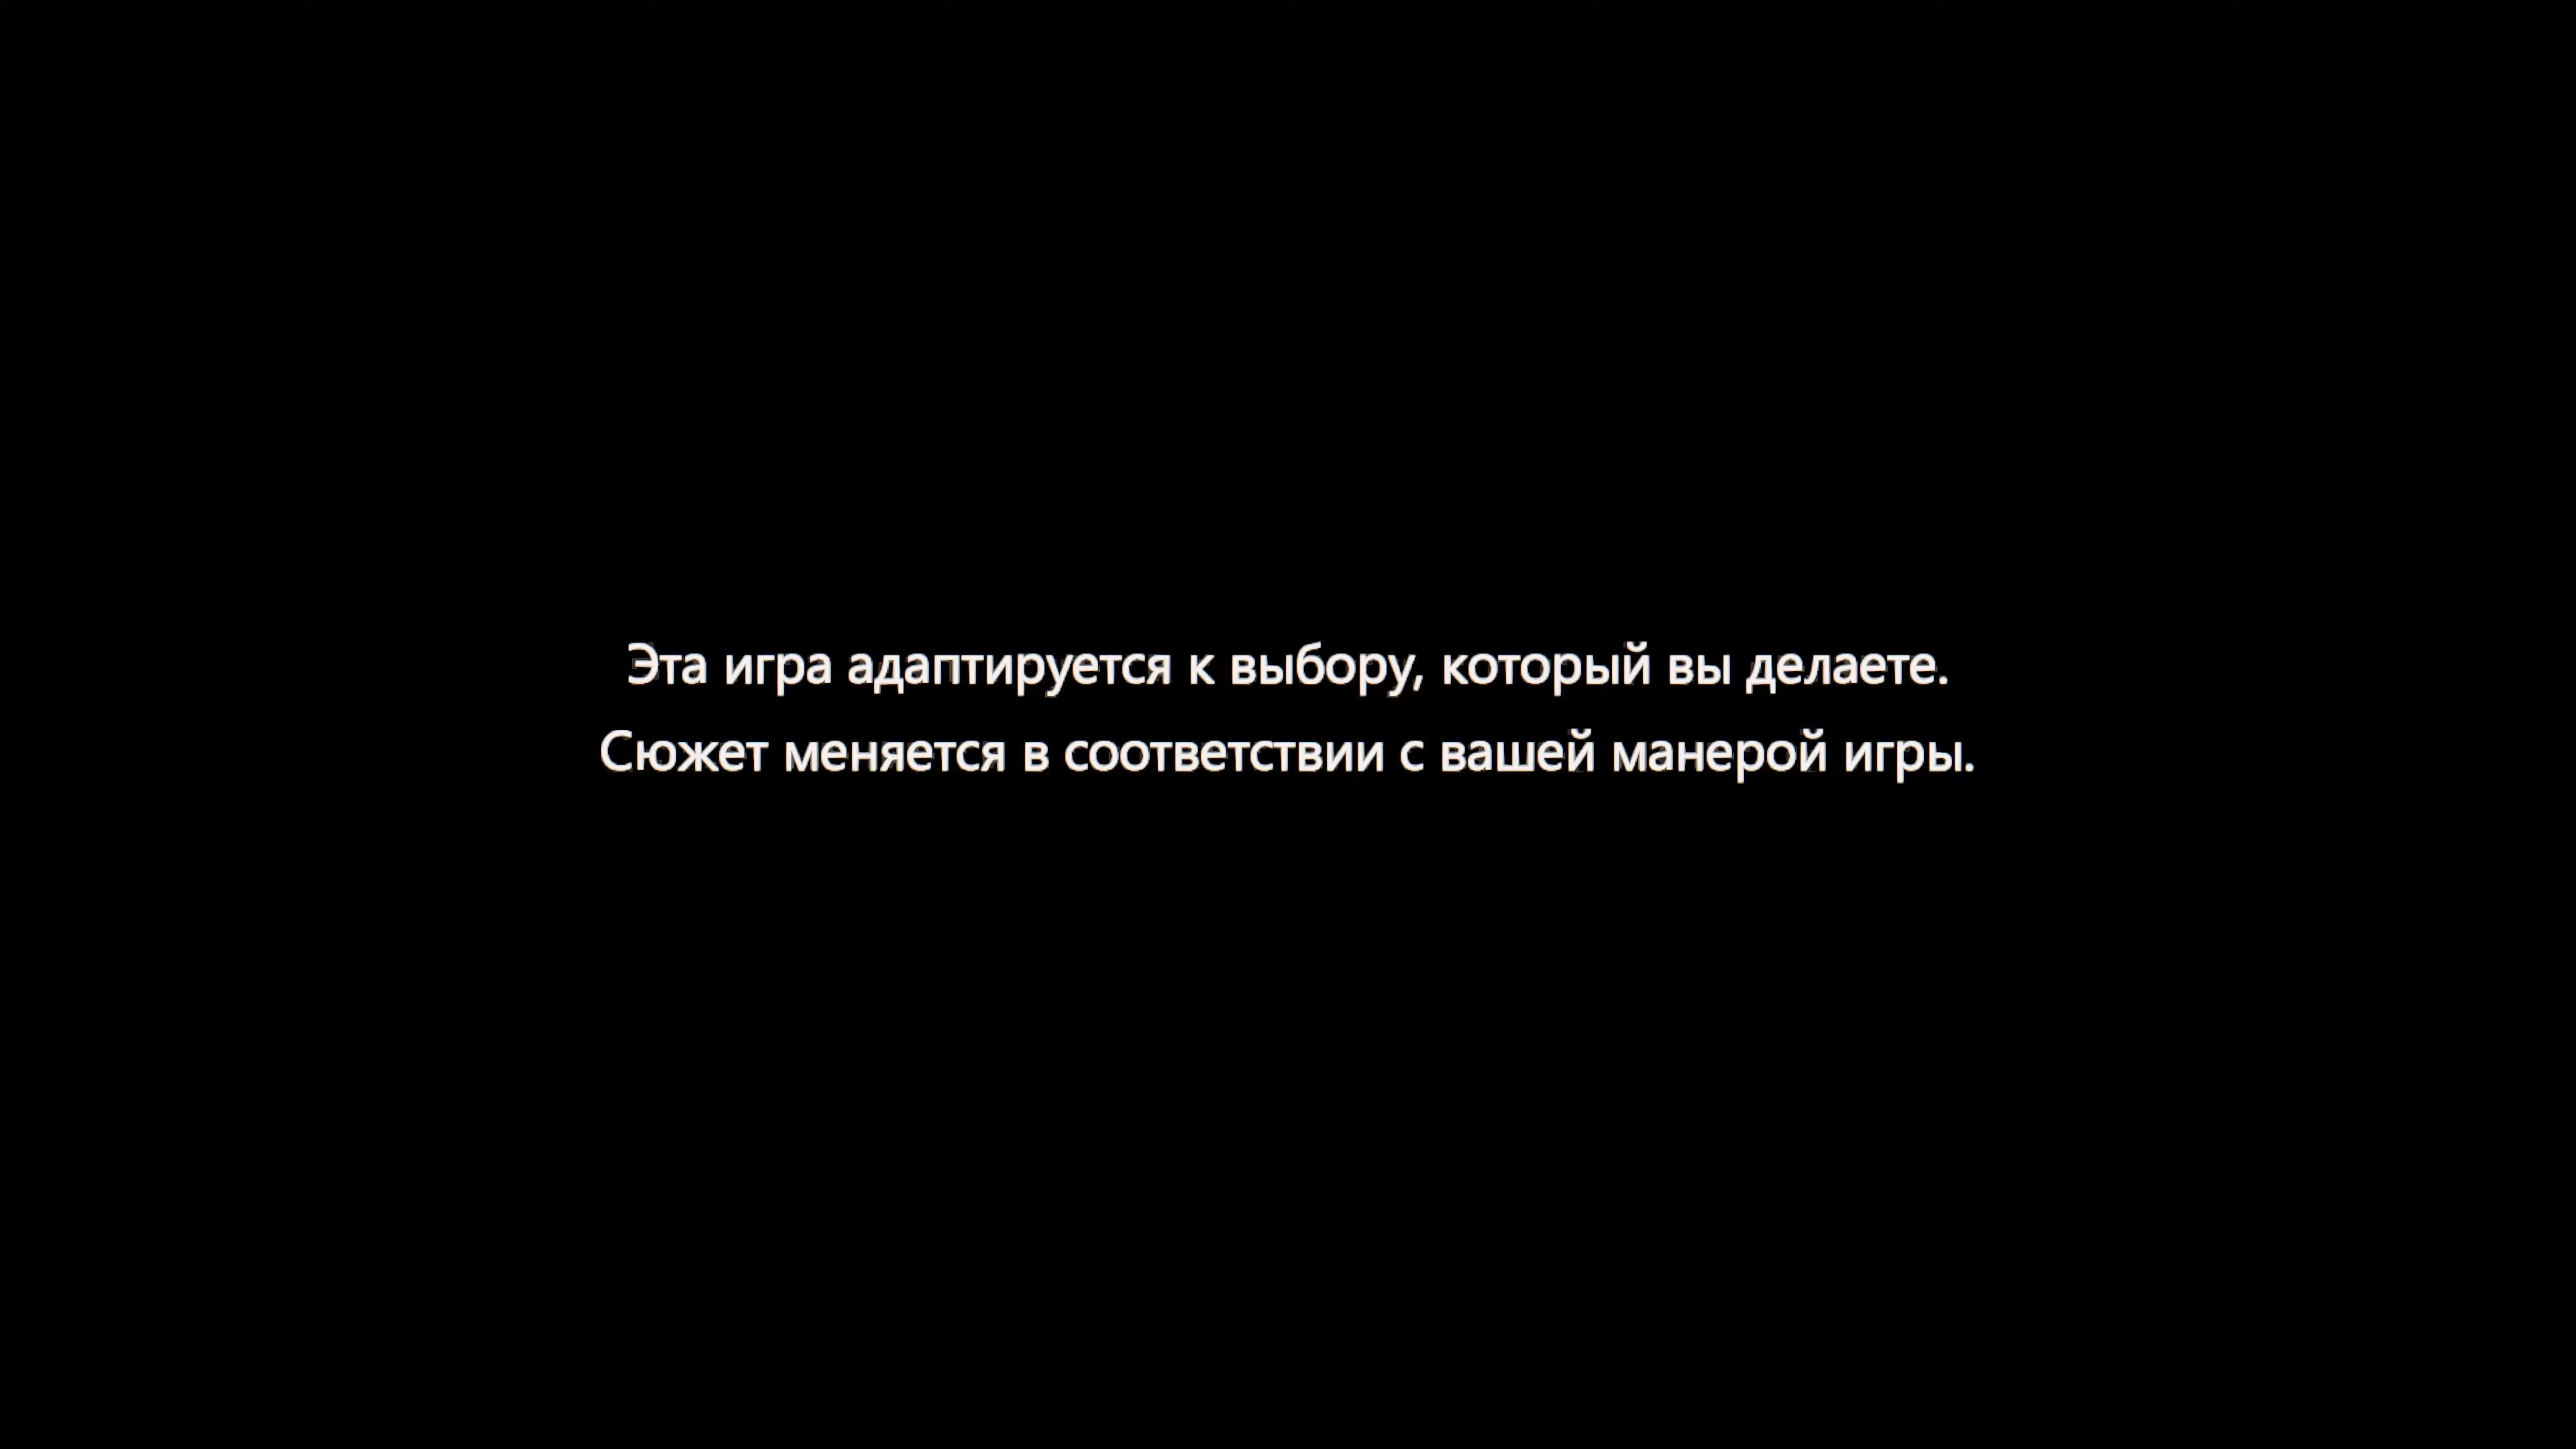 Эта игра адаптируется к выбору, который вы делаете.
Сюжет меняется в соответствии с вашей манерой игры.